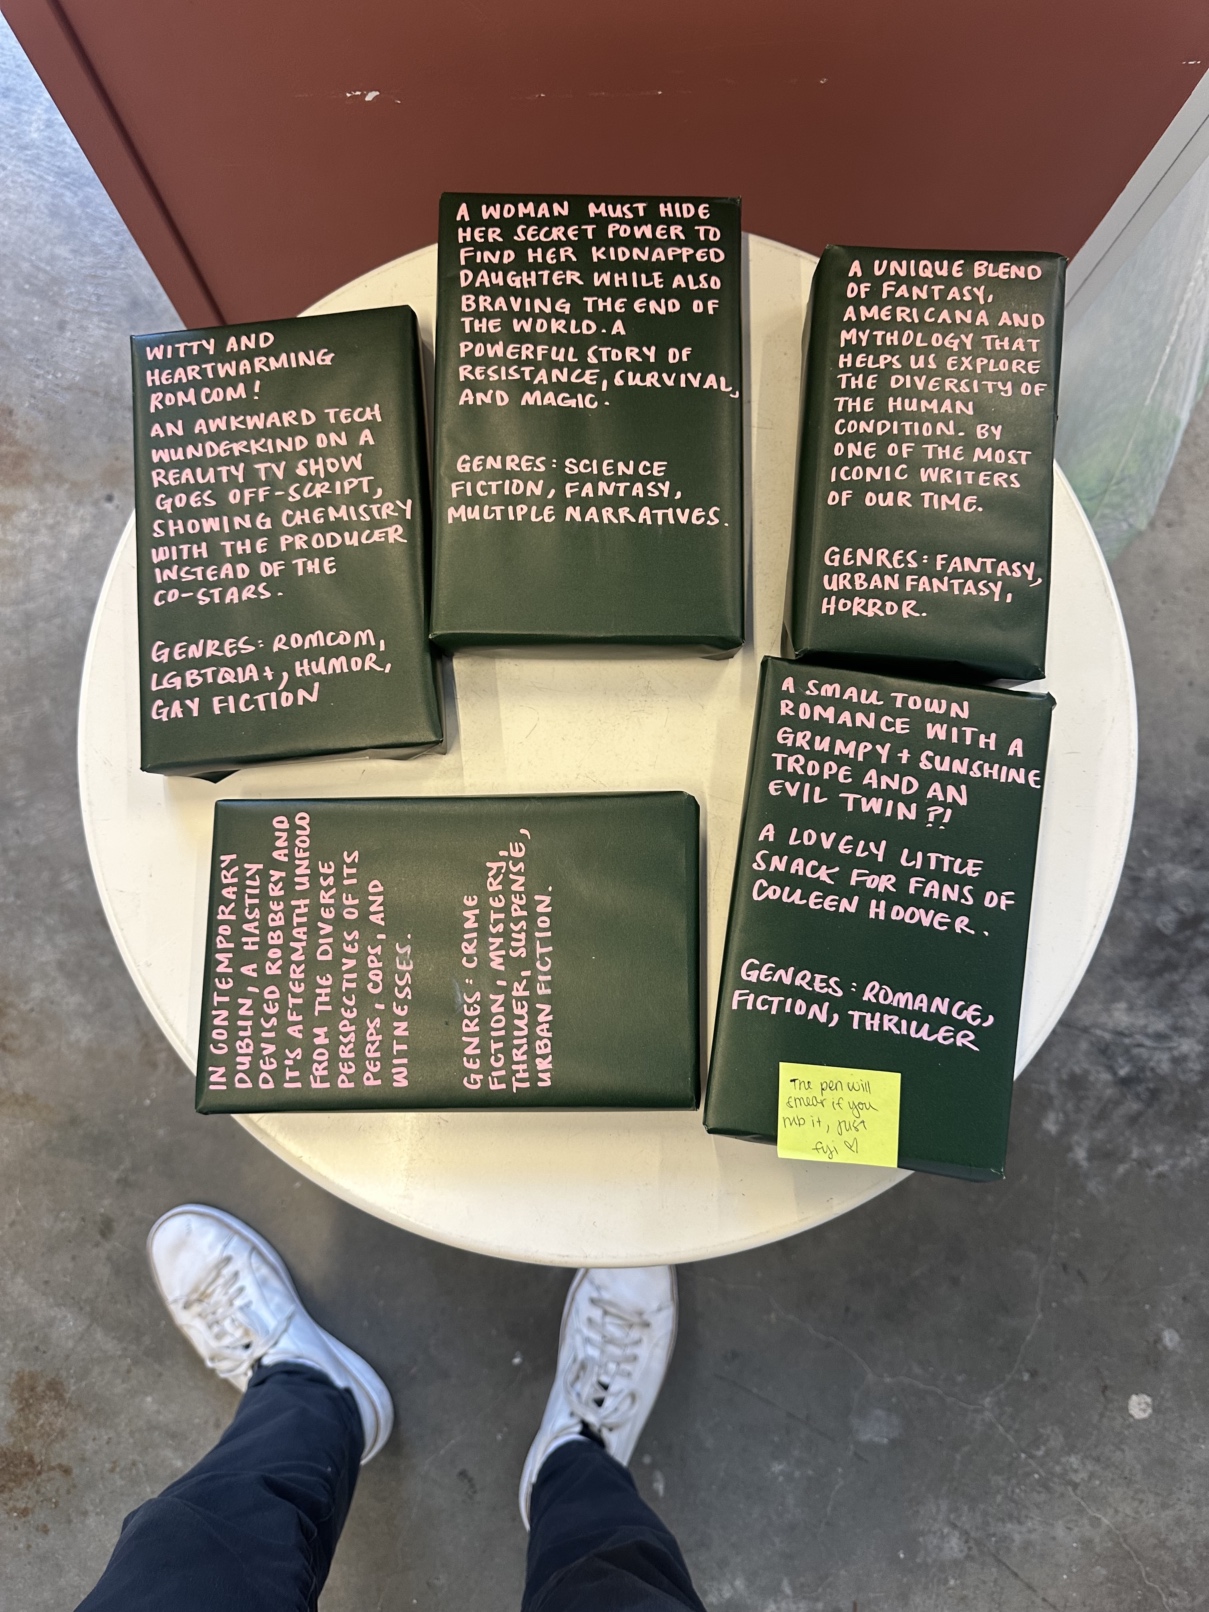 WITTY AND
HEARTWARMING
ROMCOM!
AN AWKWARD TECH
WUNDERKIND ON A
REALITY TV SHOW
GOES OFF-SCRIPT,
SHOWING CHEMISTRY
WITH THE PRODUCER
INSTEAD OF THE
CO-STARS.
GENRES: ROMCOM,
LGBTQIA+, HUMOR,
GAY FICTION
A WOMAN MUST HIDE
HER SECRET POWER TO
FIND HER KIDNAPPED
DAUGHTER WHILE ALSO
BRAVING THE END OF
THE WORLD. A
POWERFUL STORY OF
RESISTANCE, SURVIVAL,
AND MAGIC.
GENRES: SCIENCE
FICTION, FANTASY,
MULTIPLE NARRATIVES.
A UNIQUE BLEND
OF FANTASY,
AMERICANA AND
MYTHOLOGY THAT
HELPS US EXPLORE
THE DIVERSITY OF
THE HUMAN
CONDITION. BY
ONE OF THE MOST
ICONIC WRITERS
OF OUR TIME.
GENRES: FANTASY,
URBAN FANTASY,
HORROR.
IN CONTEMPORARY
DUBLIN, A HASTILY
DEVISED ROBBERY AND
IT'S AFTERMATH UNFOLD
FROM THE DIVERSE
PERSPECTIVES OF ITS
PERPS, COPS, AND
WITNESSES.
GENRES: CRIME
FICTION, MYSTERY,
THRILLER, SUSPENSE,
URBAN FICTION.
A SMALL TOWN
ROMANCE WITH A
GRUMPY + SUNSHINE
TROPE AND AN
EVIL TWIN ?!
A LOVELY LITTLE
SNACK FOR FANS OF
COLLEEN HOOVER.
GENRES: ROMANCE,
FICTION, THRILLER
The pen will
smear if you
rub it, just
fyi ♡